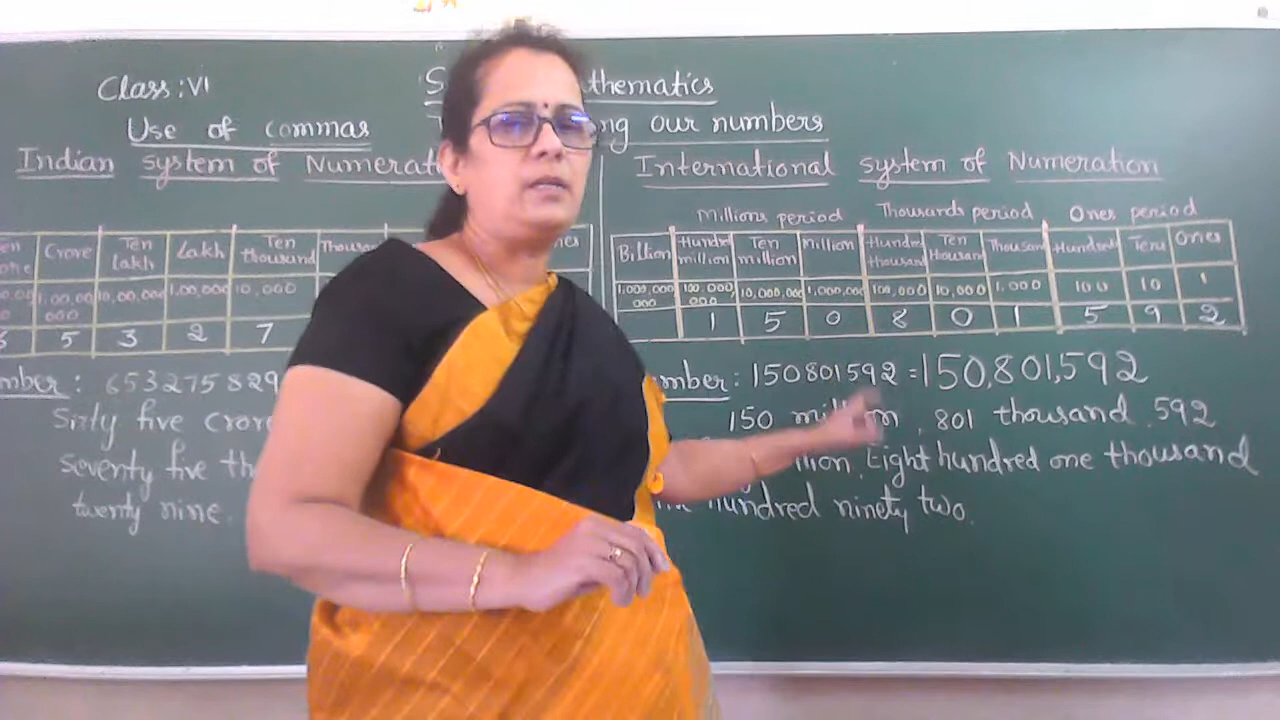 Class : VI
thematics
Use of commas
ng our numbers
Indian system of Numerati
Crore Ten lakh Lakh Ten thousand Thousan
1,00,00,000 10,00,000 1,00,000 10,000
5 3 2 7
mber : 653275829
Sixty five crore
Seventy five th
twenty nine.
International system of Numeration
Millions period Thousands period Ones period
Billion Hundred million Ten million Million Hundred thousand Ten Thousand Thousand Hundreds Tens Ones
1,000,000,000 100,000,000 10,000,000 1,000,000 100,000 10,000 1,000 100 10 1
1 5 0 8 0 1 5 9 2
umber : 150801592 = 150,801,592
150 million, 801 thousand, 592
illion, Eight hundred one thousand
hundred ninety two.